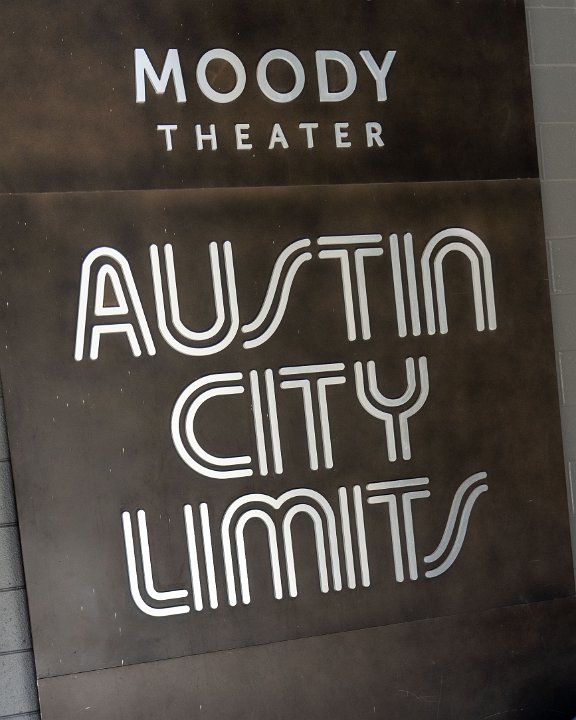 MOODY
THEATER
AUSTIN
CITY
LIMITS